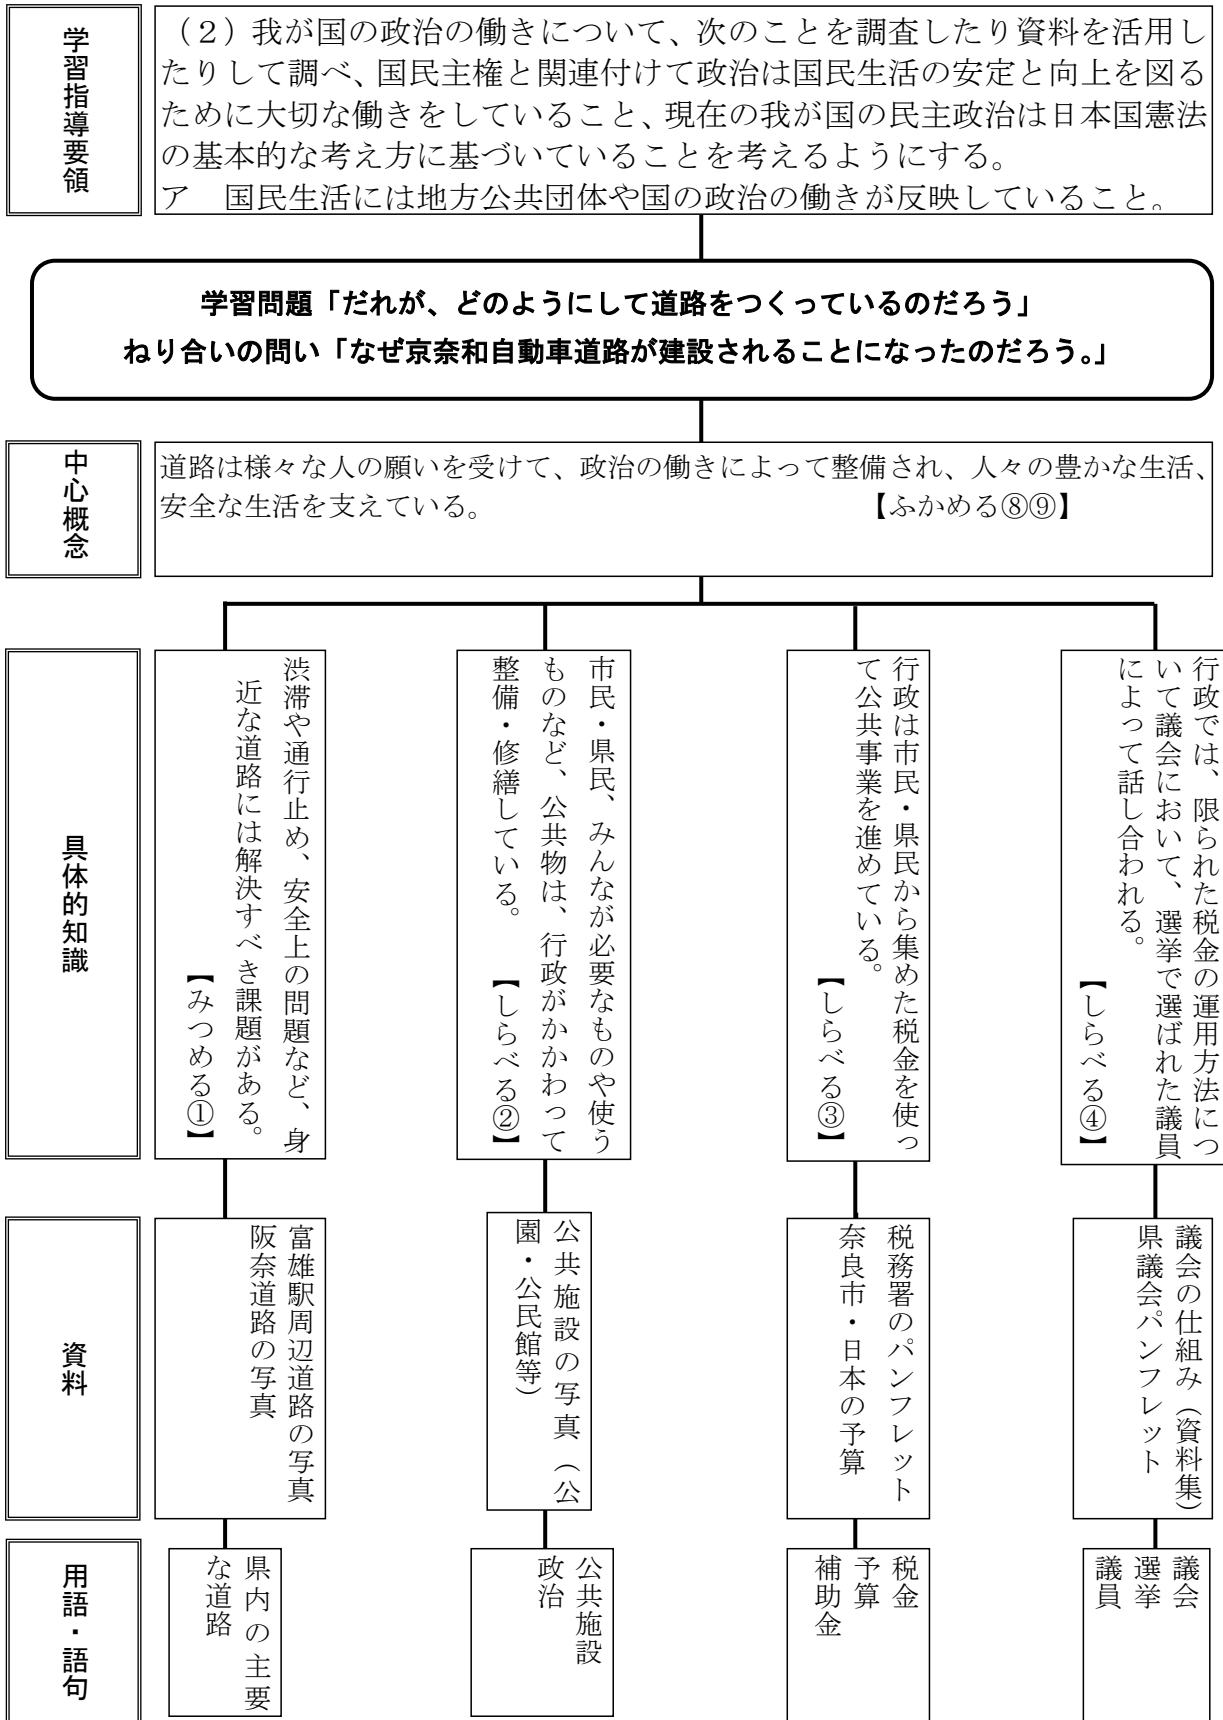 学習指導要領
（２）我が国の政治の働きについて、次のことを調査したり資料を活用し
たりして調べ、国民主権と関連付けて政治は国民生活の安定と向上を図る
ために大切な働きをしていること、現在の我が国の民主政治は日本国憲法
の基本的な考え方に基づいていることを考えるようにする。
ア　国民生活には地方公共団体や国の政治の働きが反映していること。
学習問題「だれが、どのようにして道路をつくっているのだろう」
ねり合いの問い「なぜ京奈和自動車道路が建設されることになったのだろう。」
中心概念
道路は様々な人の願いを受けて、政治の働きによって整備され、人々の豊かな生活、
安全な生活を支えている。　【ふかめる⑧⑨】
具体的知識
渋滞や通行止め、安全上の問題など、身
近な道路には解決すべき課題がある。
【みつめる①】
市民・県民、みんなが必要なものや使う
ものなど、公共物は、行政がかかわって
整備・修繕している。　【しらべる②】
行政は市民・県民から集めた税金を使っ
て公共事業を進めている。
【しらべる③】
行政では、限られた税金の運用方法につ
いて議会において、選挙で選ばれた議員
によって話し合われる。
【しらべる④】
資料
富雄駅周辺道路の写真
阪奈道路の写真
公共施設の写真（公
園・公民館等）
税務署のパンフレット
奈良市・日本の予算
議会の仕組み（資料集）
県議会パンフレット
用語・語句
県内の主要
な道路
公共施設
政治
税金
予算
補助金
議会
選挙
議員